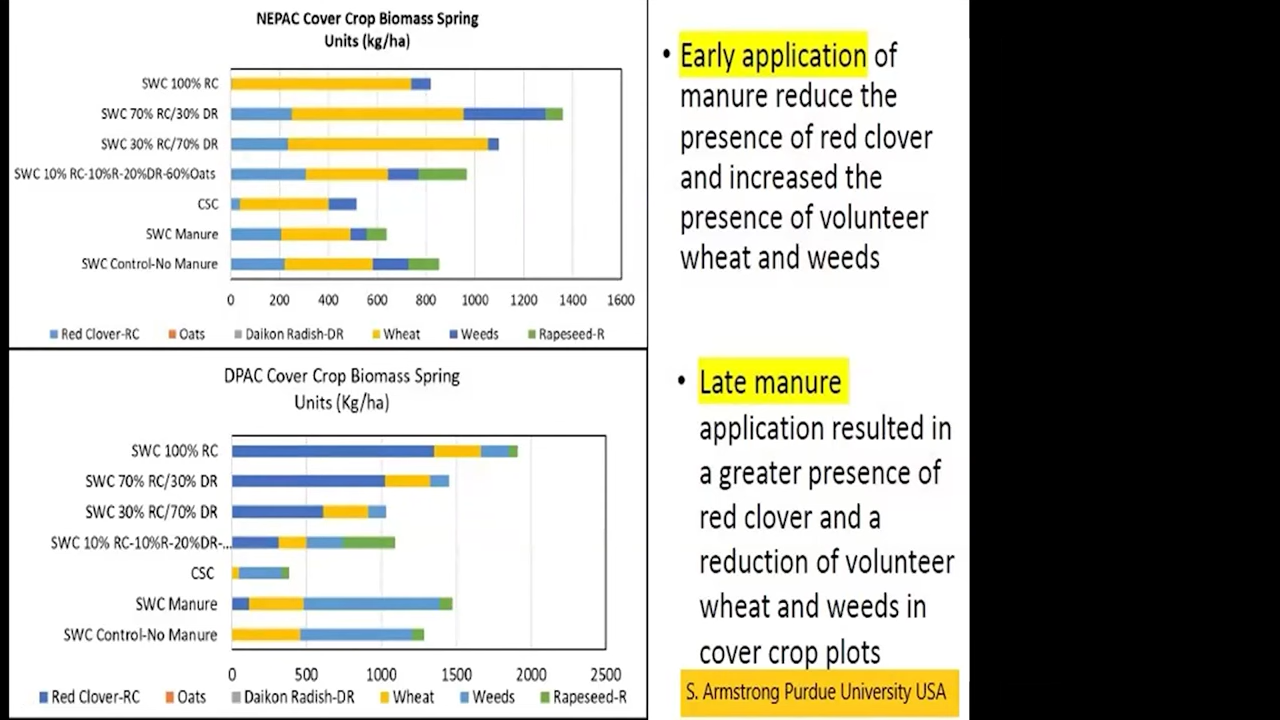 NEPAC Cover Crop Biomass Spring
Units (kg/ha)
SWC 100% RC
SWC 70% RC/30% DR
SWC 30% RC/70% DR
SWC 10% RC-10%R-20%DR-60%Oats
CSC
SWC Manure
SWC Control-No Manure
0 200 400 600 800 1000 1200 1400 1600
Red Clover-RC Oats Daikon Radish-DR Wheat Weeds Rapeseed-R
DPAC Cover Crop Biomass Spring
Units (Kg/ha)
SWC 100% RC
SWC 70% RC/30% DR
SWC 30% RC/70% DR
SWC 10% RC-10%R-20%DR-...
CSC
SWC Manure
SWC Control-No Manure
0 500 1000 1500 2000 2500
Red Clover-RC Oats Daikon Radish-DR Wheat Weeds Rapeseed-R
• Early application of
manure reduce the
presence of red clover
and increased the
presence of volunteer
wheat and weeds
• Late manure
application resulted in
a greater presence of
red clover and a
reduction of volunteer
wheat and weeds in
cover crop plots
S. Armstrong Purdue University USA